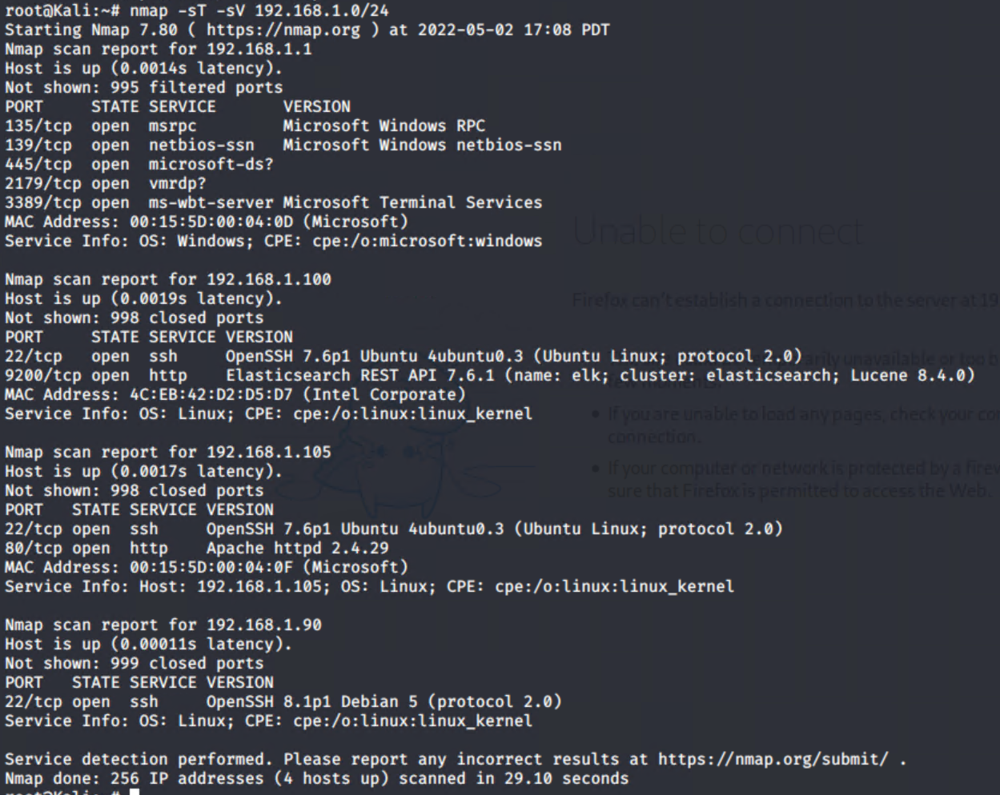 root@Kali:~# nmap -sT -sV 192.168.1.0/24
Starting Nmap 7.80 ( https://nmap.org ) at 2022-05-02 17:08 PDT
Nmap scan report for 192.168.1.1
Host is up (0.0014s latency).
Not shown: 995 filtered ports
PORT     STATE SERVICE       VERSION
135/tcp  open  msrpc         Microsoft Windows RPC
139/tcp  open  netbios-ssn   Microsoft Windows netbios-ssn
445/tcp  open  microsoft-ds?
2179/tcp open  vmrdp?
3389/tcp open  ms-wbt-server Microsoft Terminal Services
MAC Address: 00:15:5D:00:04:0D (Microsoft)
Service Info: OS: Windows; CPE: cpe:/o:microsoft:windows
Unable to connect
Nmap scan report for 192.168.1.100
Host is up (0.0019s latency).
Firefox can't establish a connection to the server at 19
Not shown: 998 closed ports
PORT     STATE SERVICE VERSION
22/tcp   open  ssh     OpenSSH 7.6p1 Ubuntu 4ubuntu0.3 (Ubuntu Linux; protocol 2.0)
9200/tcp open  http    Elasticsearch REST API 7.6.1 (name: elk; cluster: elasticsearch; Lucene 8.4.0)
MAC Address: 4C:EB:42:D2:D5:D7 (Intel Corporate)
Service Info: OS: Linux; CPE: cpe:/o:linux:linux_kernel
unavailable or too b
few moments.
• If you are unable to load any pages, check your co
connection.
Nmap scan report for 192.168.1.105
Host is up (0.0017s latency).
Not shown: 998 closed ports
PORT   STATE SERVICE VERSION
22/tcp open  ssh     OpenSSH 7.6p1 Ubuntu 4ubuntu0.3 (Ubuntu Linux; protocol 2.0)
80/tcp open  http    Apache httpd 2.4.29
MAC Address: 00:15:5D:00:04:0F (Microsoft)
Service Info: Host: 192.168.1.105; OS: Linux; CPE: cpe:/o:linux:linux_kernel
• If your computer or network is protected by a firew
sure that Firefox is permitted to access the Web.
Nmap scan report for 192.168.1.90
Host is up (0.00011s latency).
Not shown: 999 closed ports
PORT   STATE SERVICE VERSION
22/tcp open  ssh     OpenSSH 8.1p1 Debian 5 (protocol 2.0)
Service Info: OS: Linux; CPE: cpe:/o:linux:linux_kernel
Service detection performed. Please report any incorrect results at https://nmap.org/submit/ .
Nmap done: 256 IP addresses (4 hosts up) scanned in 29.10 seconds
root@Kali:~#